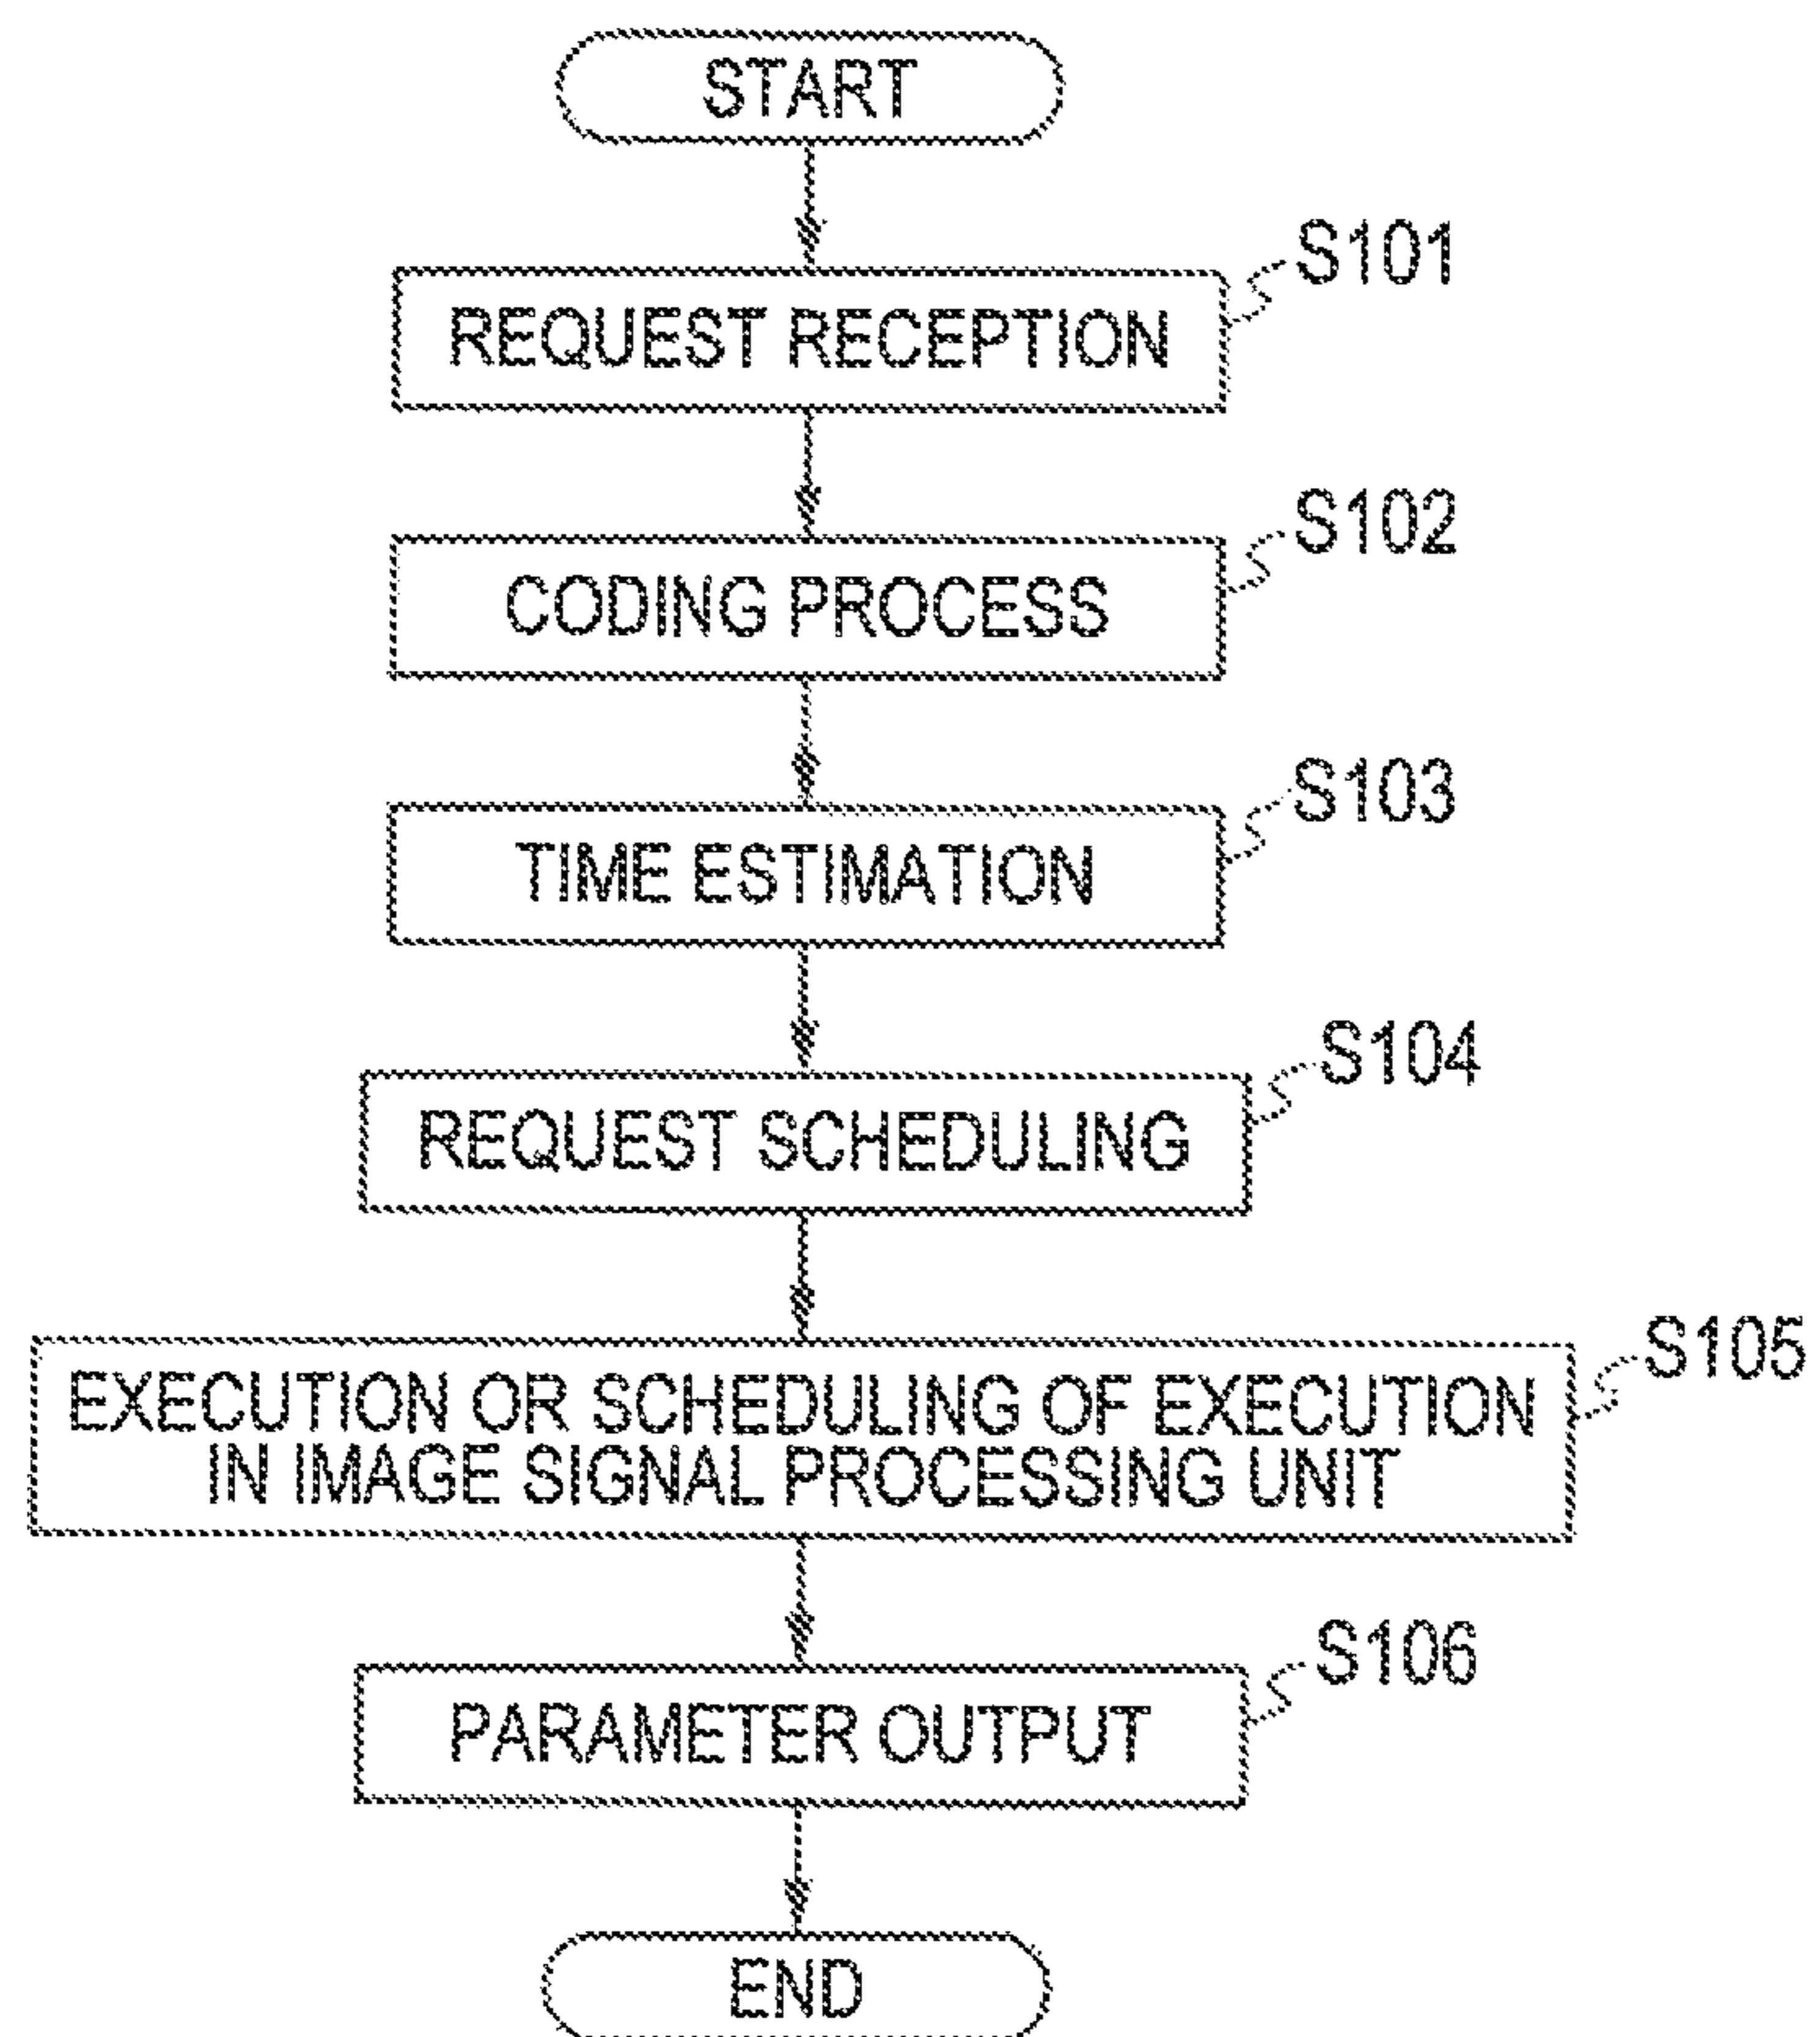 START
S101
REQUEST RECEPTION
S102
CODING PROCESS
S103
TIME ESTIMATION
S104
REQUEST SCHEDULING
S105
EXECUTION OR SCHEDULING OF EXECUTION
IN IMAGE SIGNAL PROCESSING UNIT
S106
PARAMETER OUTPUT
END